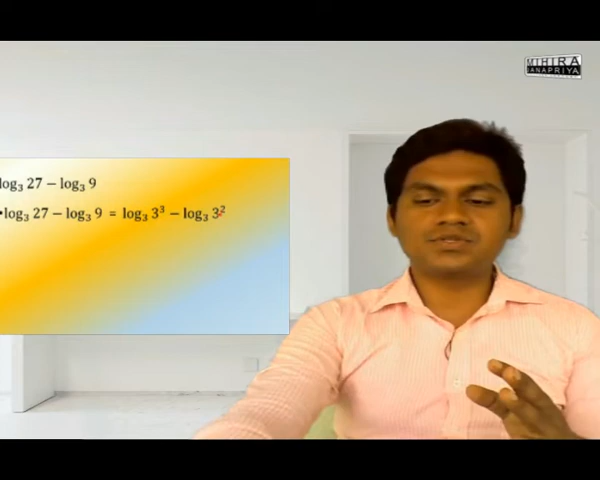 MIHIRA
JANAPRIYA
log₃ 27 − log₃ 9
•log₃ 27 − log₃ 9 = log₃ 3³ − log₃ 3²